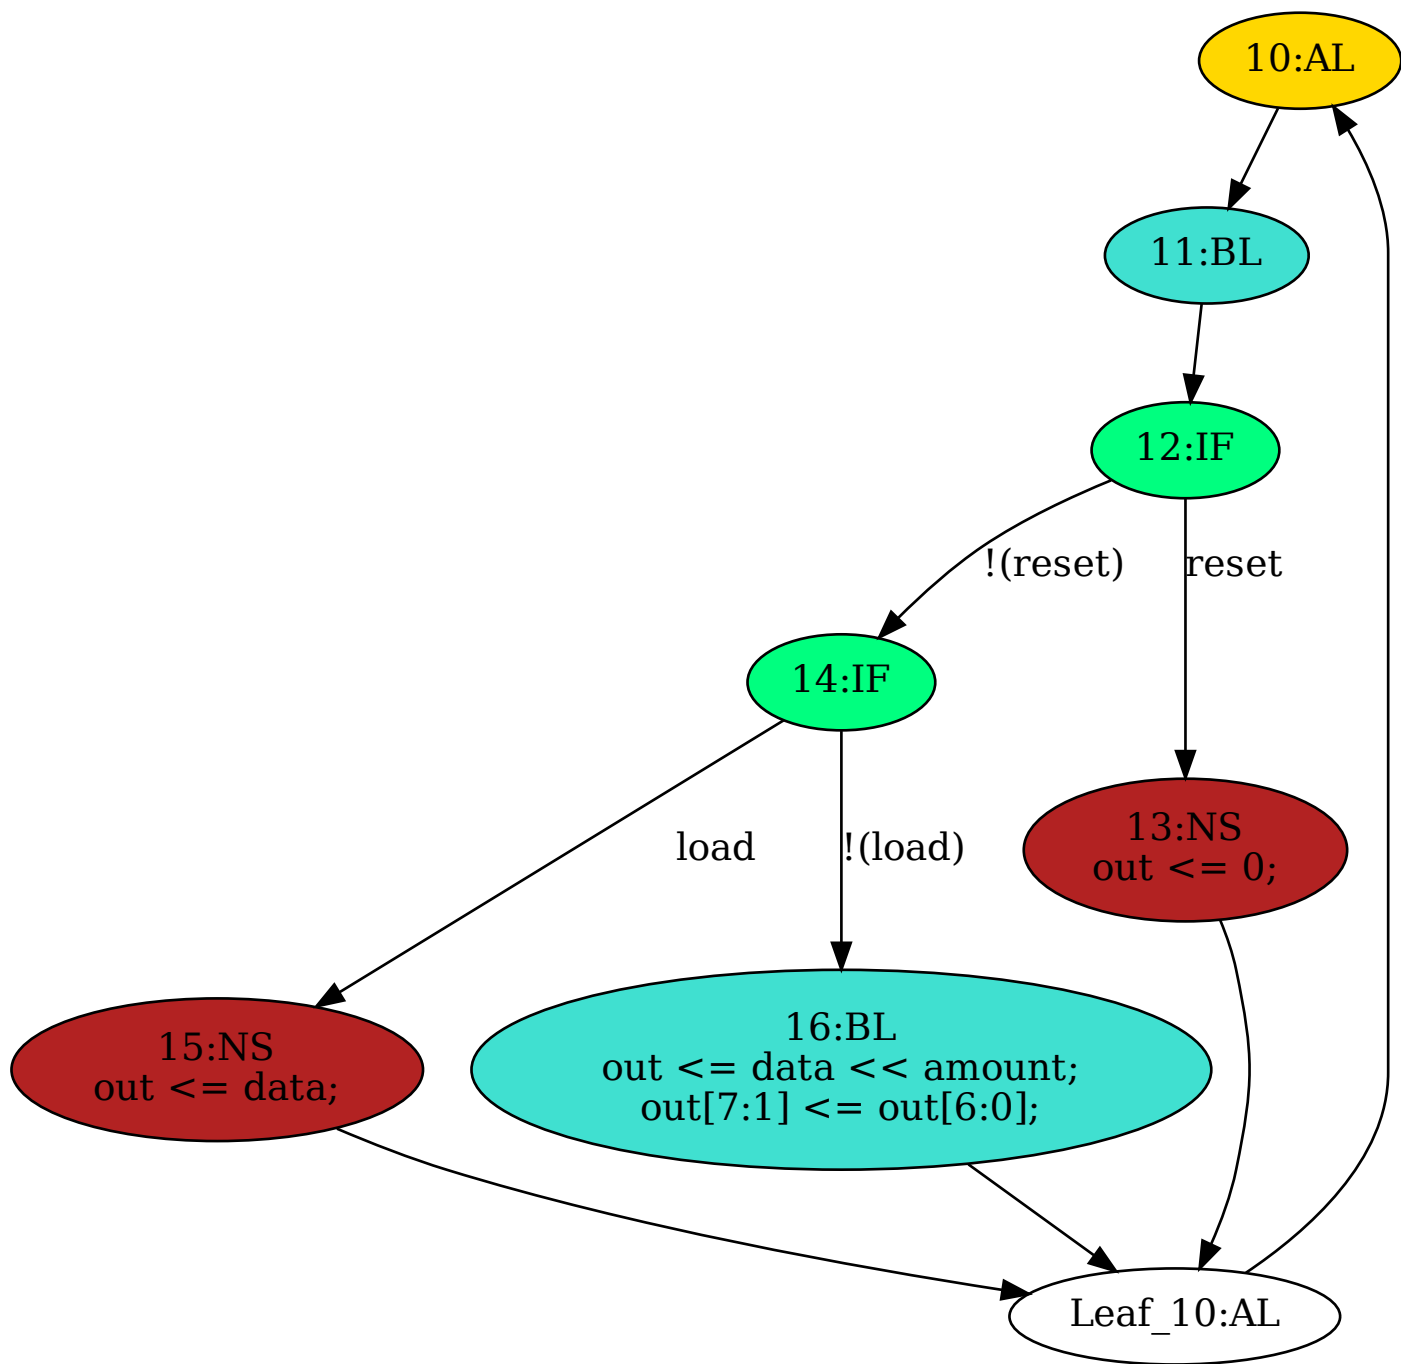 10:AL
11:BL
12:IF
!(reset)
reset
14:IF
load
!(load)
13:NS
out <= 0;
15:NS
out <= data;
16:BL
out <= data << amount;
out[7:1] <= out[6:0];
Leaf_10:AL